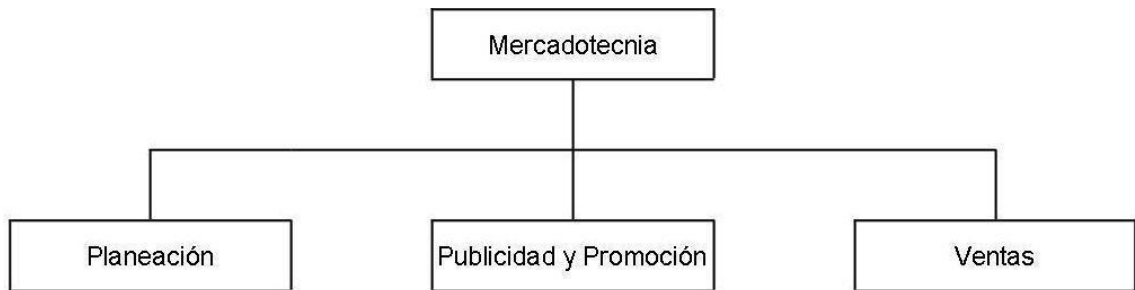 Mercadotecnia
Planeación
Publicidad y Promoción
Ventas